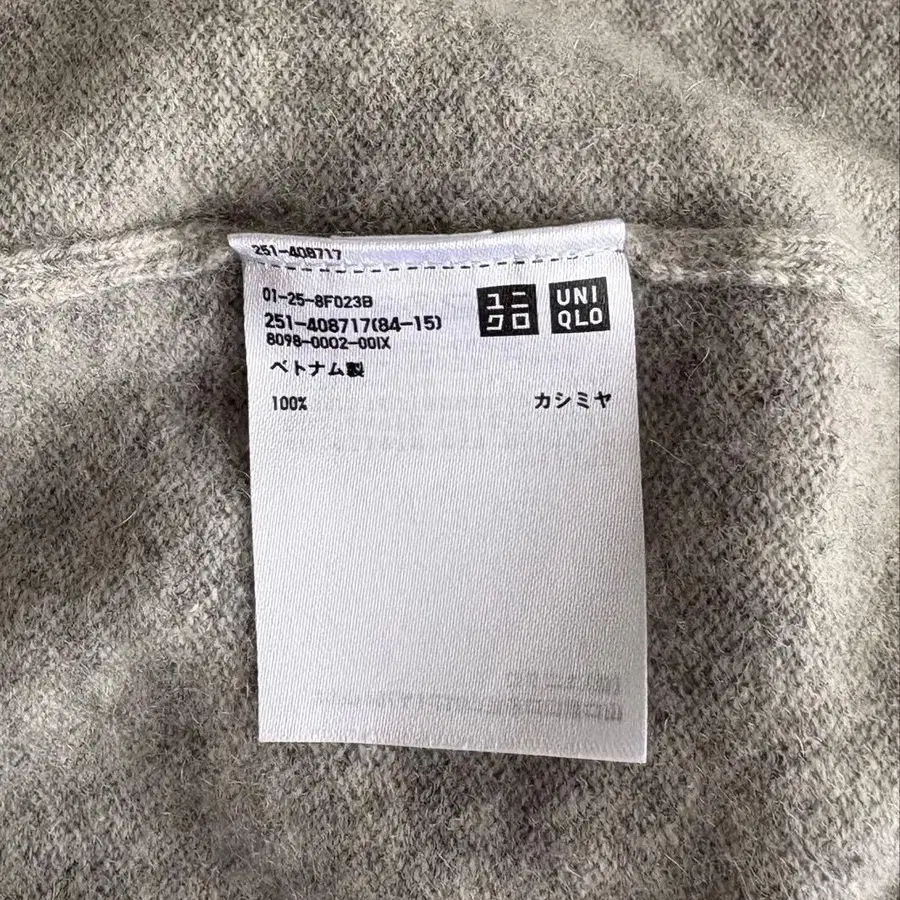 251-408717
01-25-8F023B
251-408717(84-15)
8098-0002-00IX
ユニ
クロ
UNI
QLO
ベトナム製
100% カシミヤ